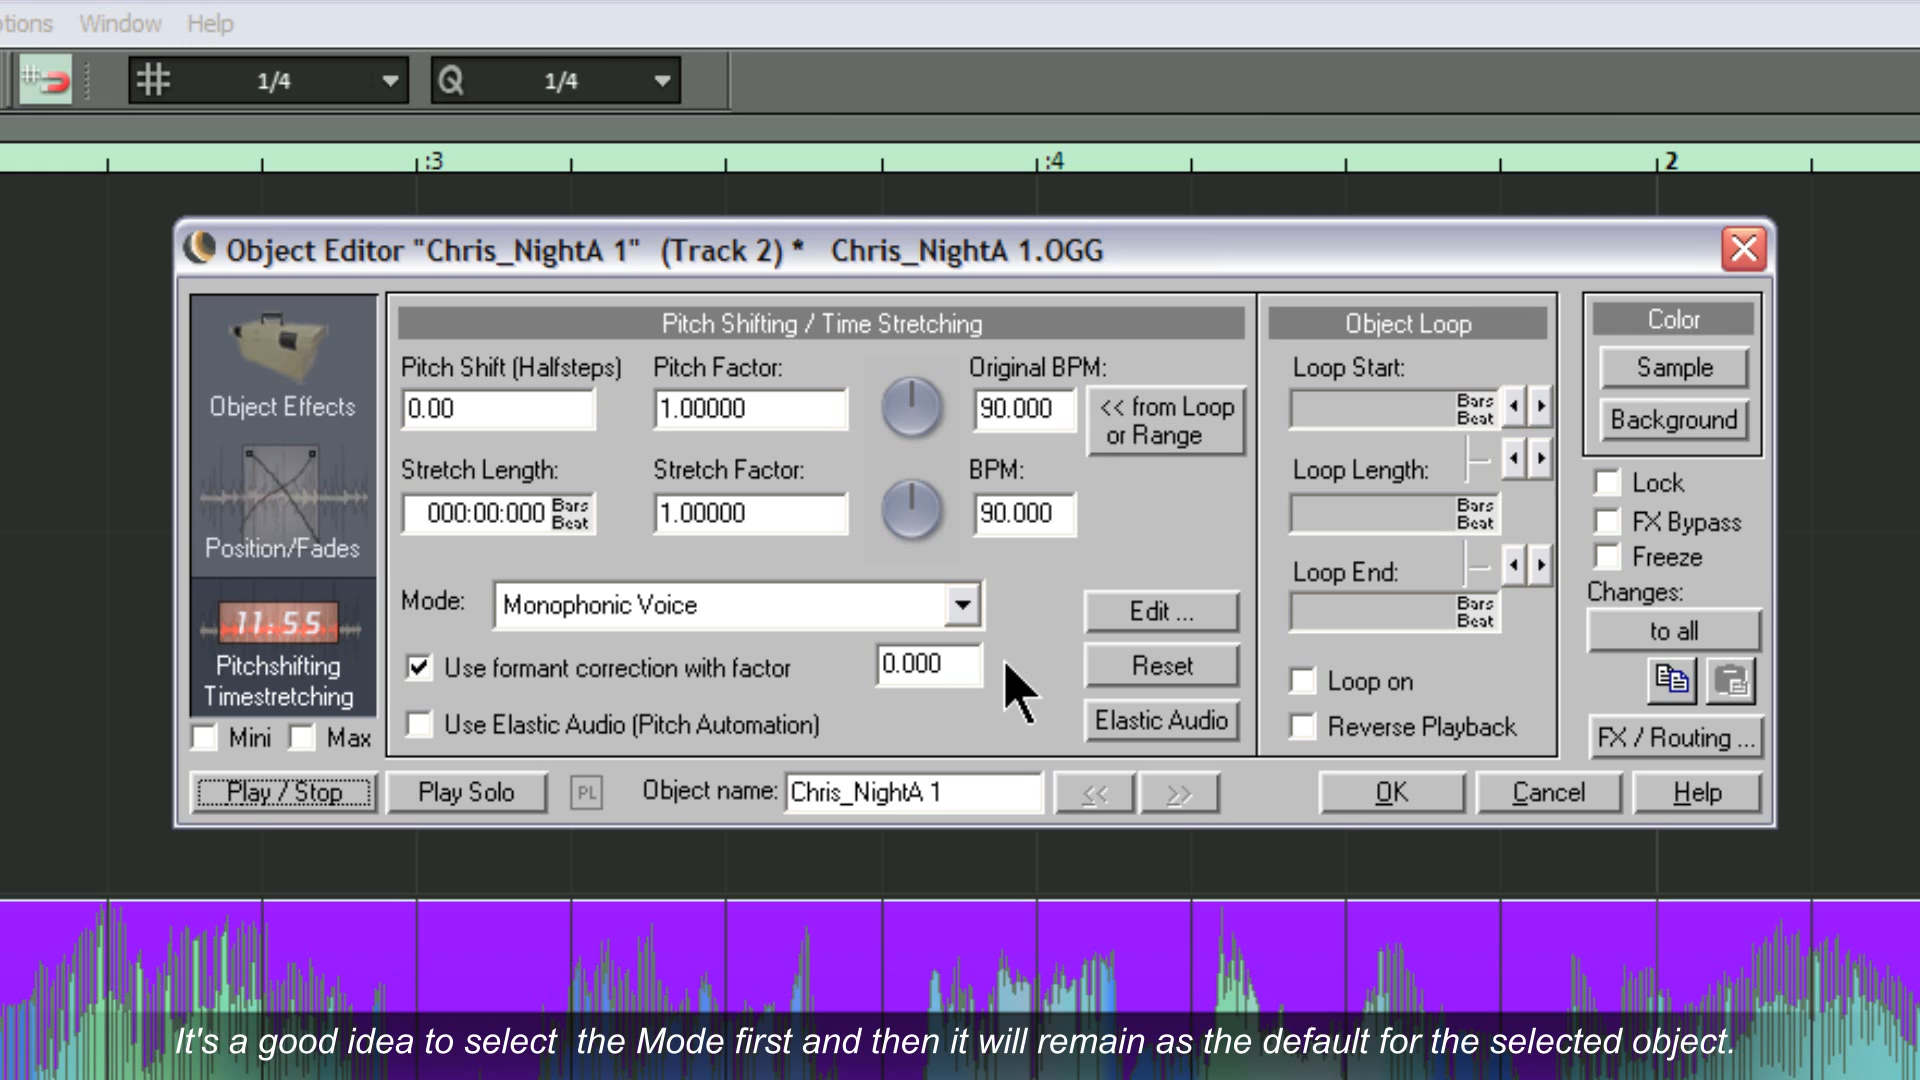 Window Help
1/4 Q 1/4
:3 :4 2
Object Editor "Chris_NightA 1" (Track 2) * Chris_NightA 1.OGG
Object Effects
Position/Fades
11:55
Pitchshifting
Timestretching
Mini Max
Pitch Shifting / Time Stretching
Pitch Shift (Halfsteps) Pitch Factor: Original BPM:
0.00 1.00000 90.000 << from Loop
or Range
Stretch Length: Stretch Factor: BPM:
000:00:000 Bars
Beat
1.00000 90.000
Mode: Monophonic Voice Edit ...
Use formant correction with factor 0.000 Reset
Use Elastic Audio (Pitch Automation) Elastic Audio
Object Loop
Loop Start:
Bars
Beat
Loop Length:
Bars
Beat
Loop End:
Bars
Beat
Loop on
Reverse Playback
Color
Sample
Background
Lock
FX Bypass
Freeze
Changes:
to all
FX / Routing ...
Play / Stop Play Solo PL Object name: Chris_NightA 1 << >> OK Cancel Help
It's a good idea to select the Mode first and then it will remain as the default for the selected object.